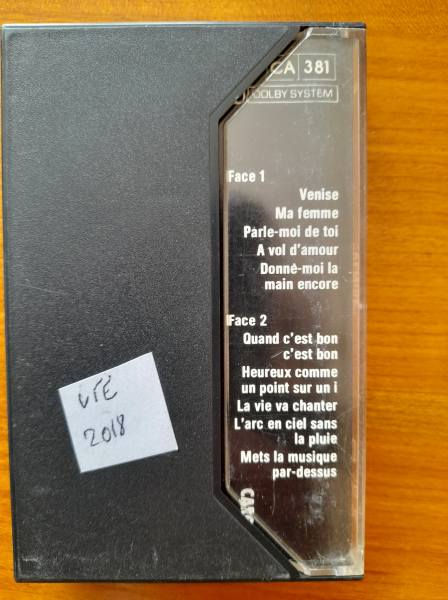 CA 381
DOLBY SYSTEM
Face 1
Venise
Ma femme
Parle-moi de toi
A vol d'amour
Donne-moi la
main encore
Face 2
Quand c'est bon
c'est bon
Heureux comme
un point sur un i
La vie va chanter
L'arc en ciel sans
la pluie
Mets la musique
par-dessus
2018